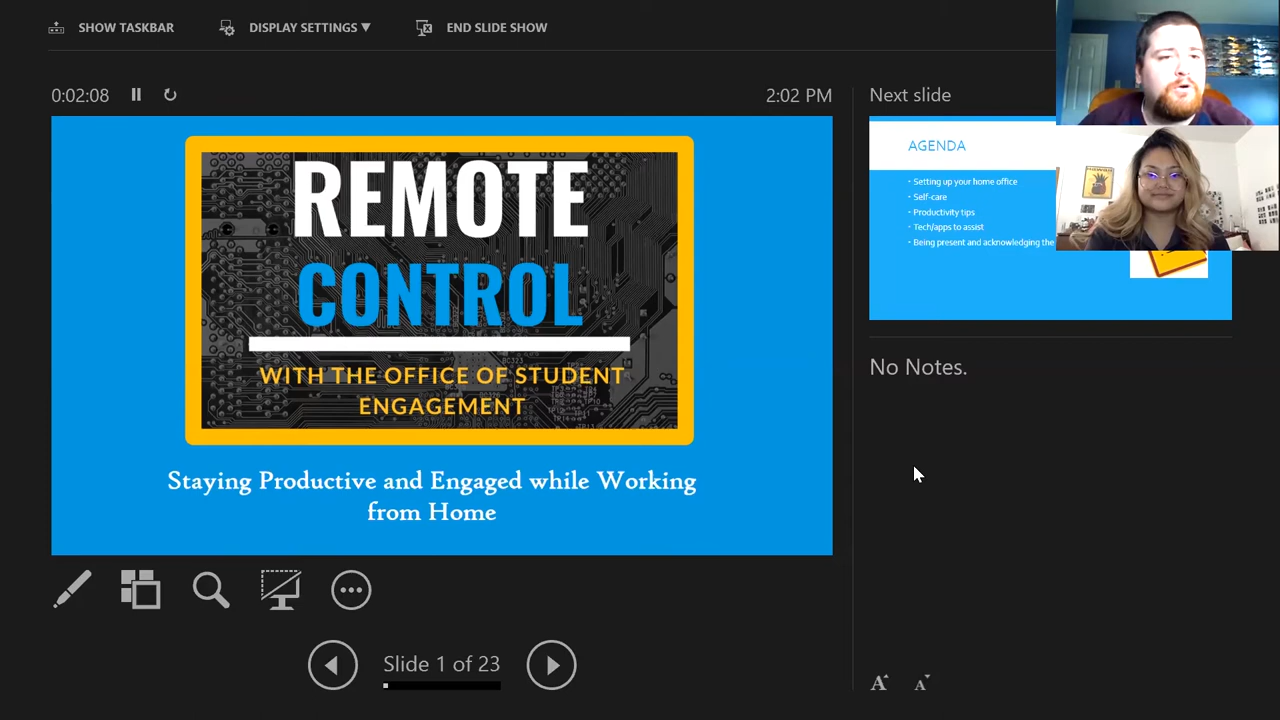 SHOW TASKBAR
DISPLAY SETTINGS ▼
END SLIDE SHOW
0:02:08
2:02 PM
REMOTE
CONTROL
WITH THE OFFICE OF STUDENT
ENGAGEMENT
Staying Productive and Engaged while Working
from Home
Slide 1 of 23
Next slide
AGENDA
- Setting up your home office
- Self-care
- Productivity tips
- Tech/apps to assist
- Being present and acknowledging the
No Notes.
A A